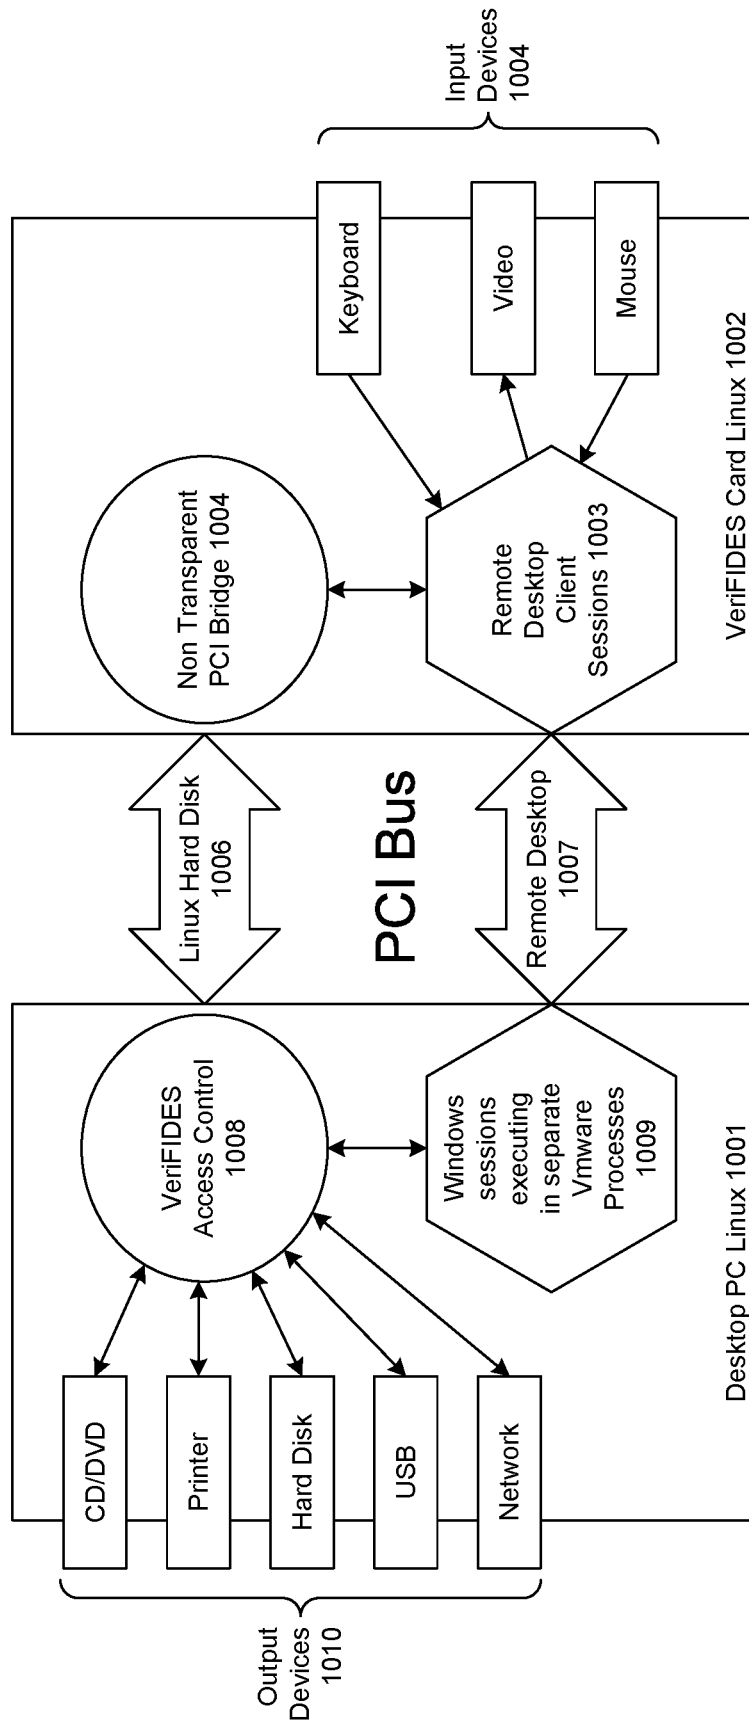 Output
Devices
1010
CD/DVD
Printer
Hard Disk
USB
Network
VeriFIDES
Access Control
1008
Windows
sessions
executing
in separate
Vmware
Processes
1009
Desktop PC Linux 1001
Linux Hard Disk
1006
PCI Bus
Remote Desktop
1007
Non Transparent
PCI Bridge 1004
Remote
Desktop
Client
Sessions 1003
Keyboard
Video
Mouse
VeriFIDES Card Linux 1002
Input
Devices
1004